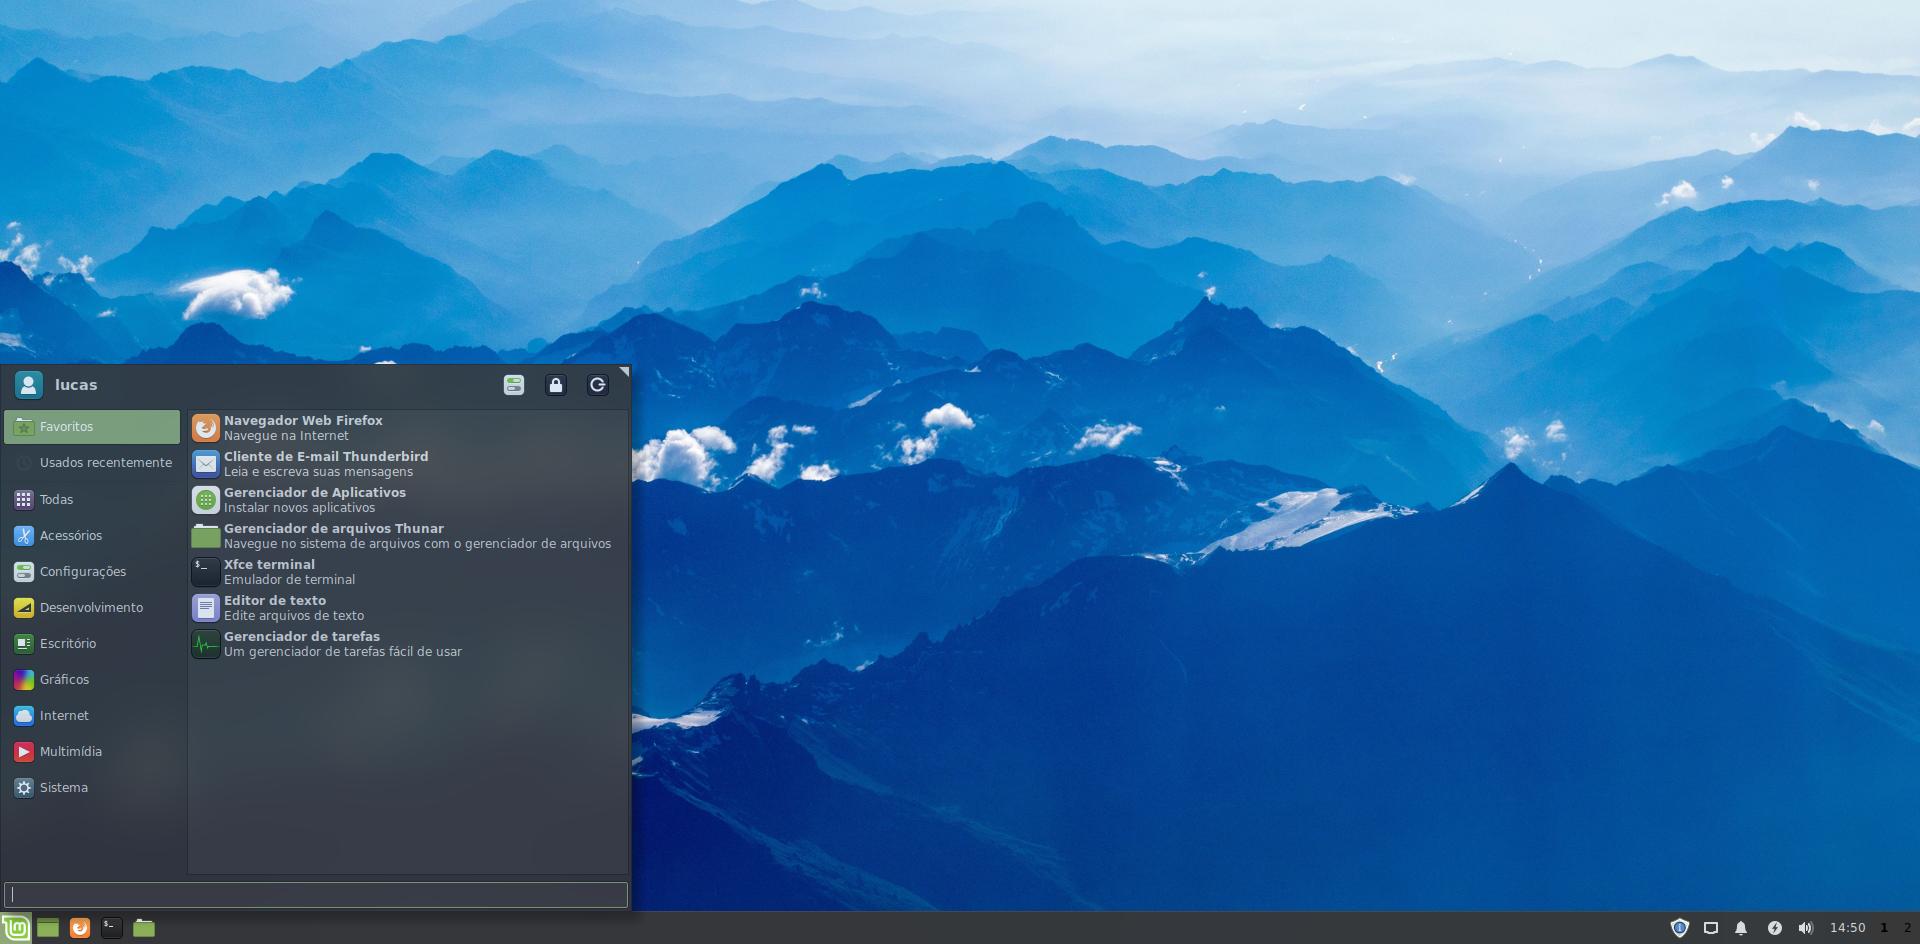 lucas
Favoritos
Usados recentemente
Todas
Acessórios
Configurações
Desenvolvimento
Escritório
Gráficos
Internet
Multimídia
Sistema
Navegador Web Firefox
Navegue na Internet
Cliente de E-mail Thunderbird
Leia e escreva suas mensagens
Gerenciador de Aplicativos
Instalar novos aplicativos
Gerenciador de arquivos Thunar
Navegue no sistema de arquivos com o gerenciador de arquivos
Xfce terminal
Emulador de terminal
Editor de texto
Edite arquivos de texto
Gerenciador de tarefas
Um gerenciador de tarefas fácil de usar
14:50 1 2